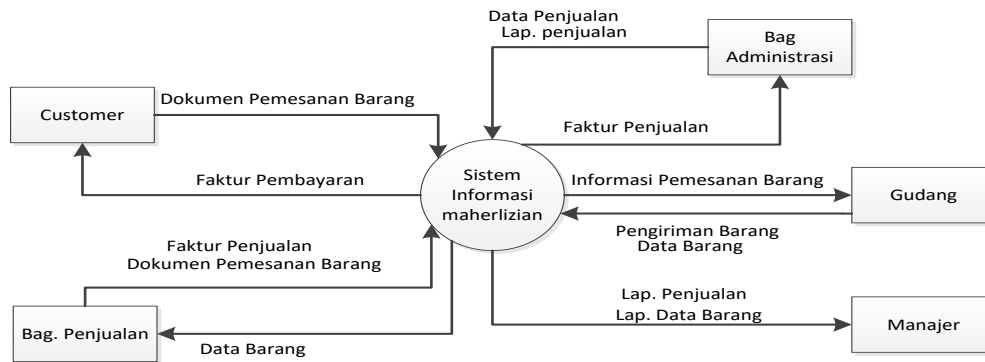 Data Penjualan
Lap. penjualan
Bag
Administrasi
Customer
Dokumen Pemesanan Barang
Faktur Penjualan
Faktur Pembayaran
Sistem
Informasi
maherlizian
Informasi Pemesanan Barang
Gudang
Pengiriman Barang
Data Barang
Faktur Penjualan
Dokumen Pemesanan Barang
Lap. Penjualan
Lap. Data Barang
Bag. Penjualan
Data Barang
Manajer